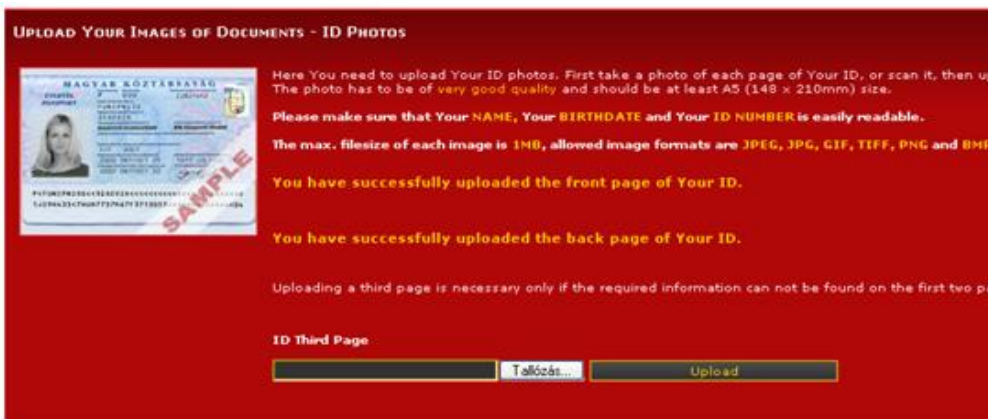 UPLOAD YOUR IMAGES OF DOCUMENTS - ID PHOTOS
MAGYAR KÖZTÁRSASÁG
SAMPLE
Here You need to upload Your ID photos. First take a photo of each page of Your ID, or scan it, then
The photo has to be of very good quality and should be at least A5 (148 x 210mm) size.
Please make sure that Your NAME, Your BIRTHDATE and Your ID NUMBER is easily readable.
The max. filesize of each image is 1MB, allowed image formats are JPEG, JPG, GIF, TIFF, PNG and BMP
You have successfully uploaded the front page of Your ID.
You have successfully uploaded the back page of Your ID.
Uploading a third page is necessary only if the required information can not be found on the first two
ID Third Page
Tallózás... Upload